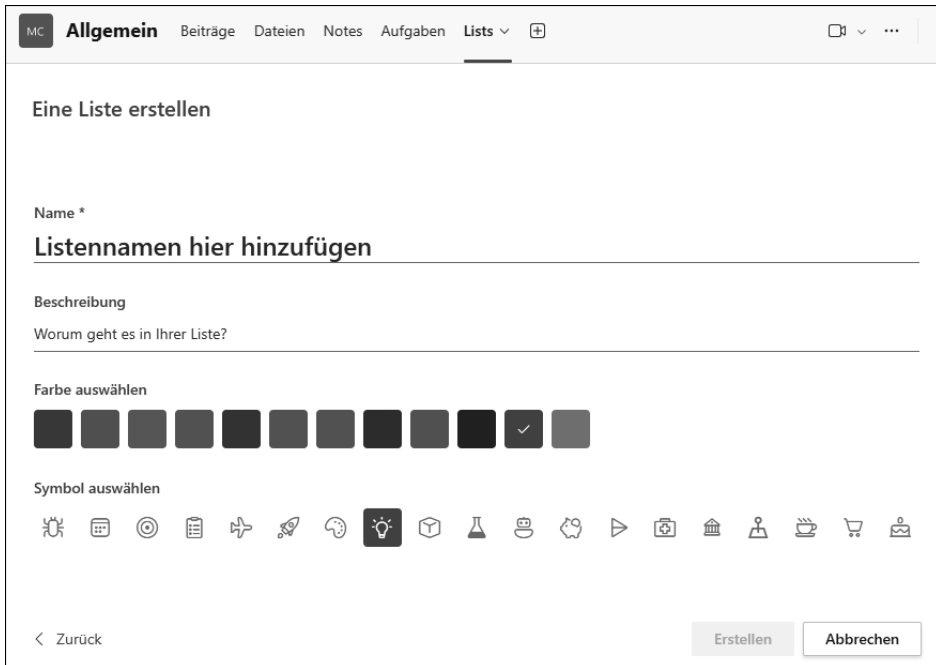 MC Allgemein Beiträge Dateien Notes Aufgaben Lists
Eine Liste erstellen
Name *
Listennamen hier hinzufügen
Beschreibung
Worum geht es in Ihrer Liste?
Farbe auswählen
Symbol auswählen
Zurück Erstellen Abbrechen